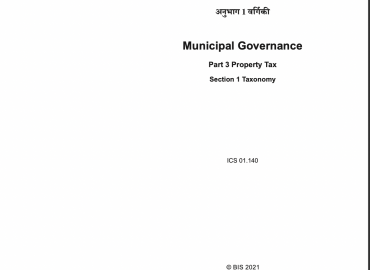 अनुभाग 1 वर्गिकी
Municipal Governance
Part 3 Property Tax
Section 1 Taxonomy
ICS 01.140
© BIS 2021